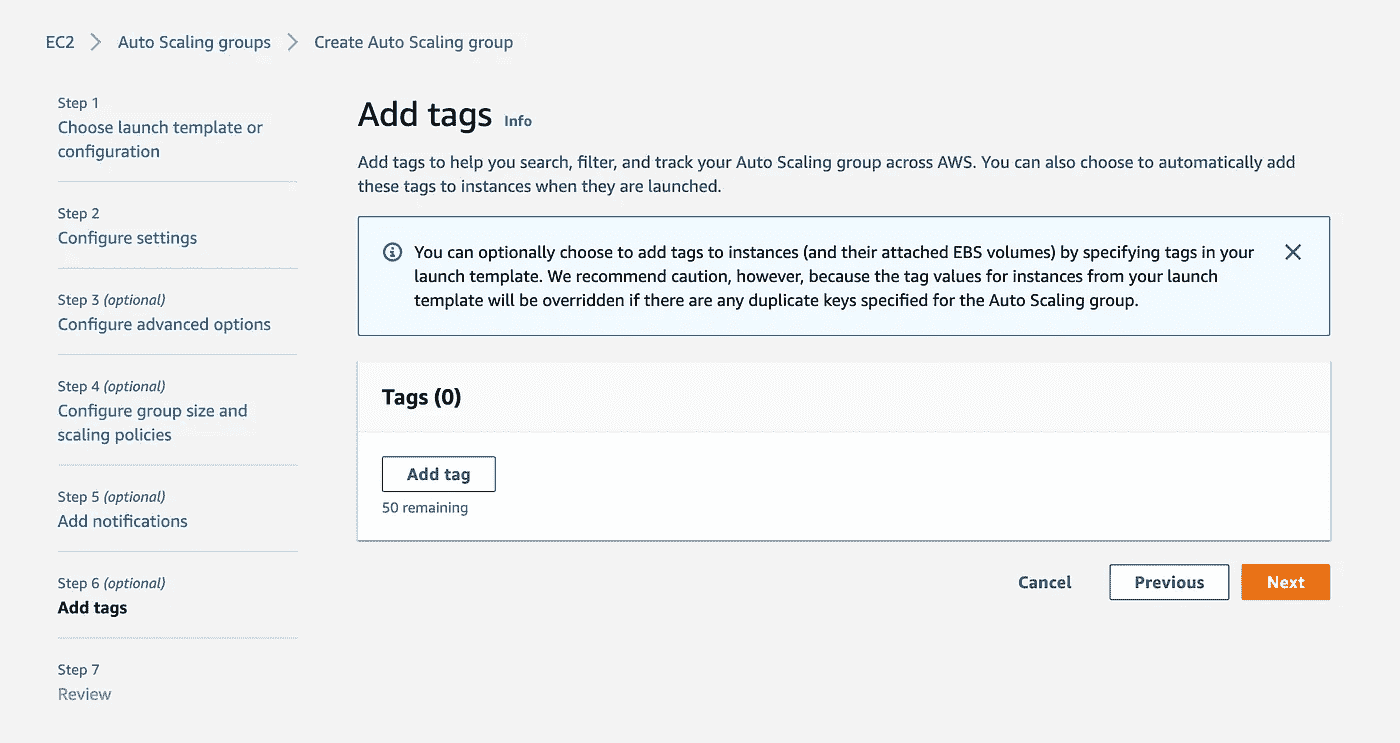 EC2 > Auto Scaling groups > Create Auto Scaling group
Step 1
Choose launch template or
configuration
Step 2
Configure settings
Step 3 (optional)
Configure advanced options
Step 4 (optional)
Configure group size and
scaling policies
Step 5 (optional)
Add notifications
Step 6 (optional)
Add tags
Step 7
Review
Add tags Info
Add tags to help you search, filter, and track your Auto Scaling group across AWS. You can also choose to automatically add
these tags to instances when they are launched.
You can optionally choose to add tags to instances (and their attached EBS volumes) by specifying tags in your
launch template. We recommend caution, however, because the tag values for instances from your launch
template will be overridden if there are any duplicate keys specified for the Auto Scaling group.
Tags (0)
Add tag
50 remaining
Cancel Previous Next